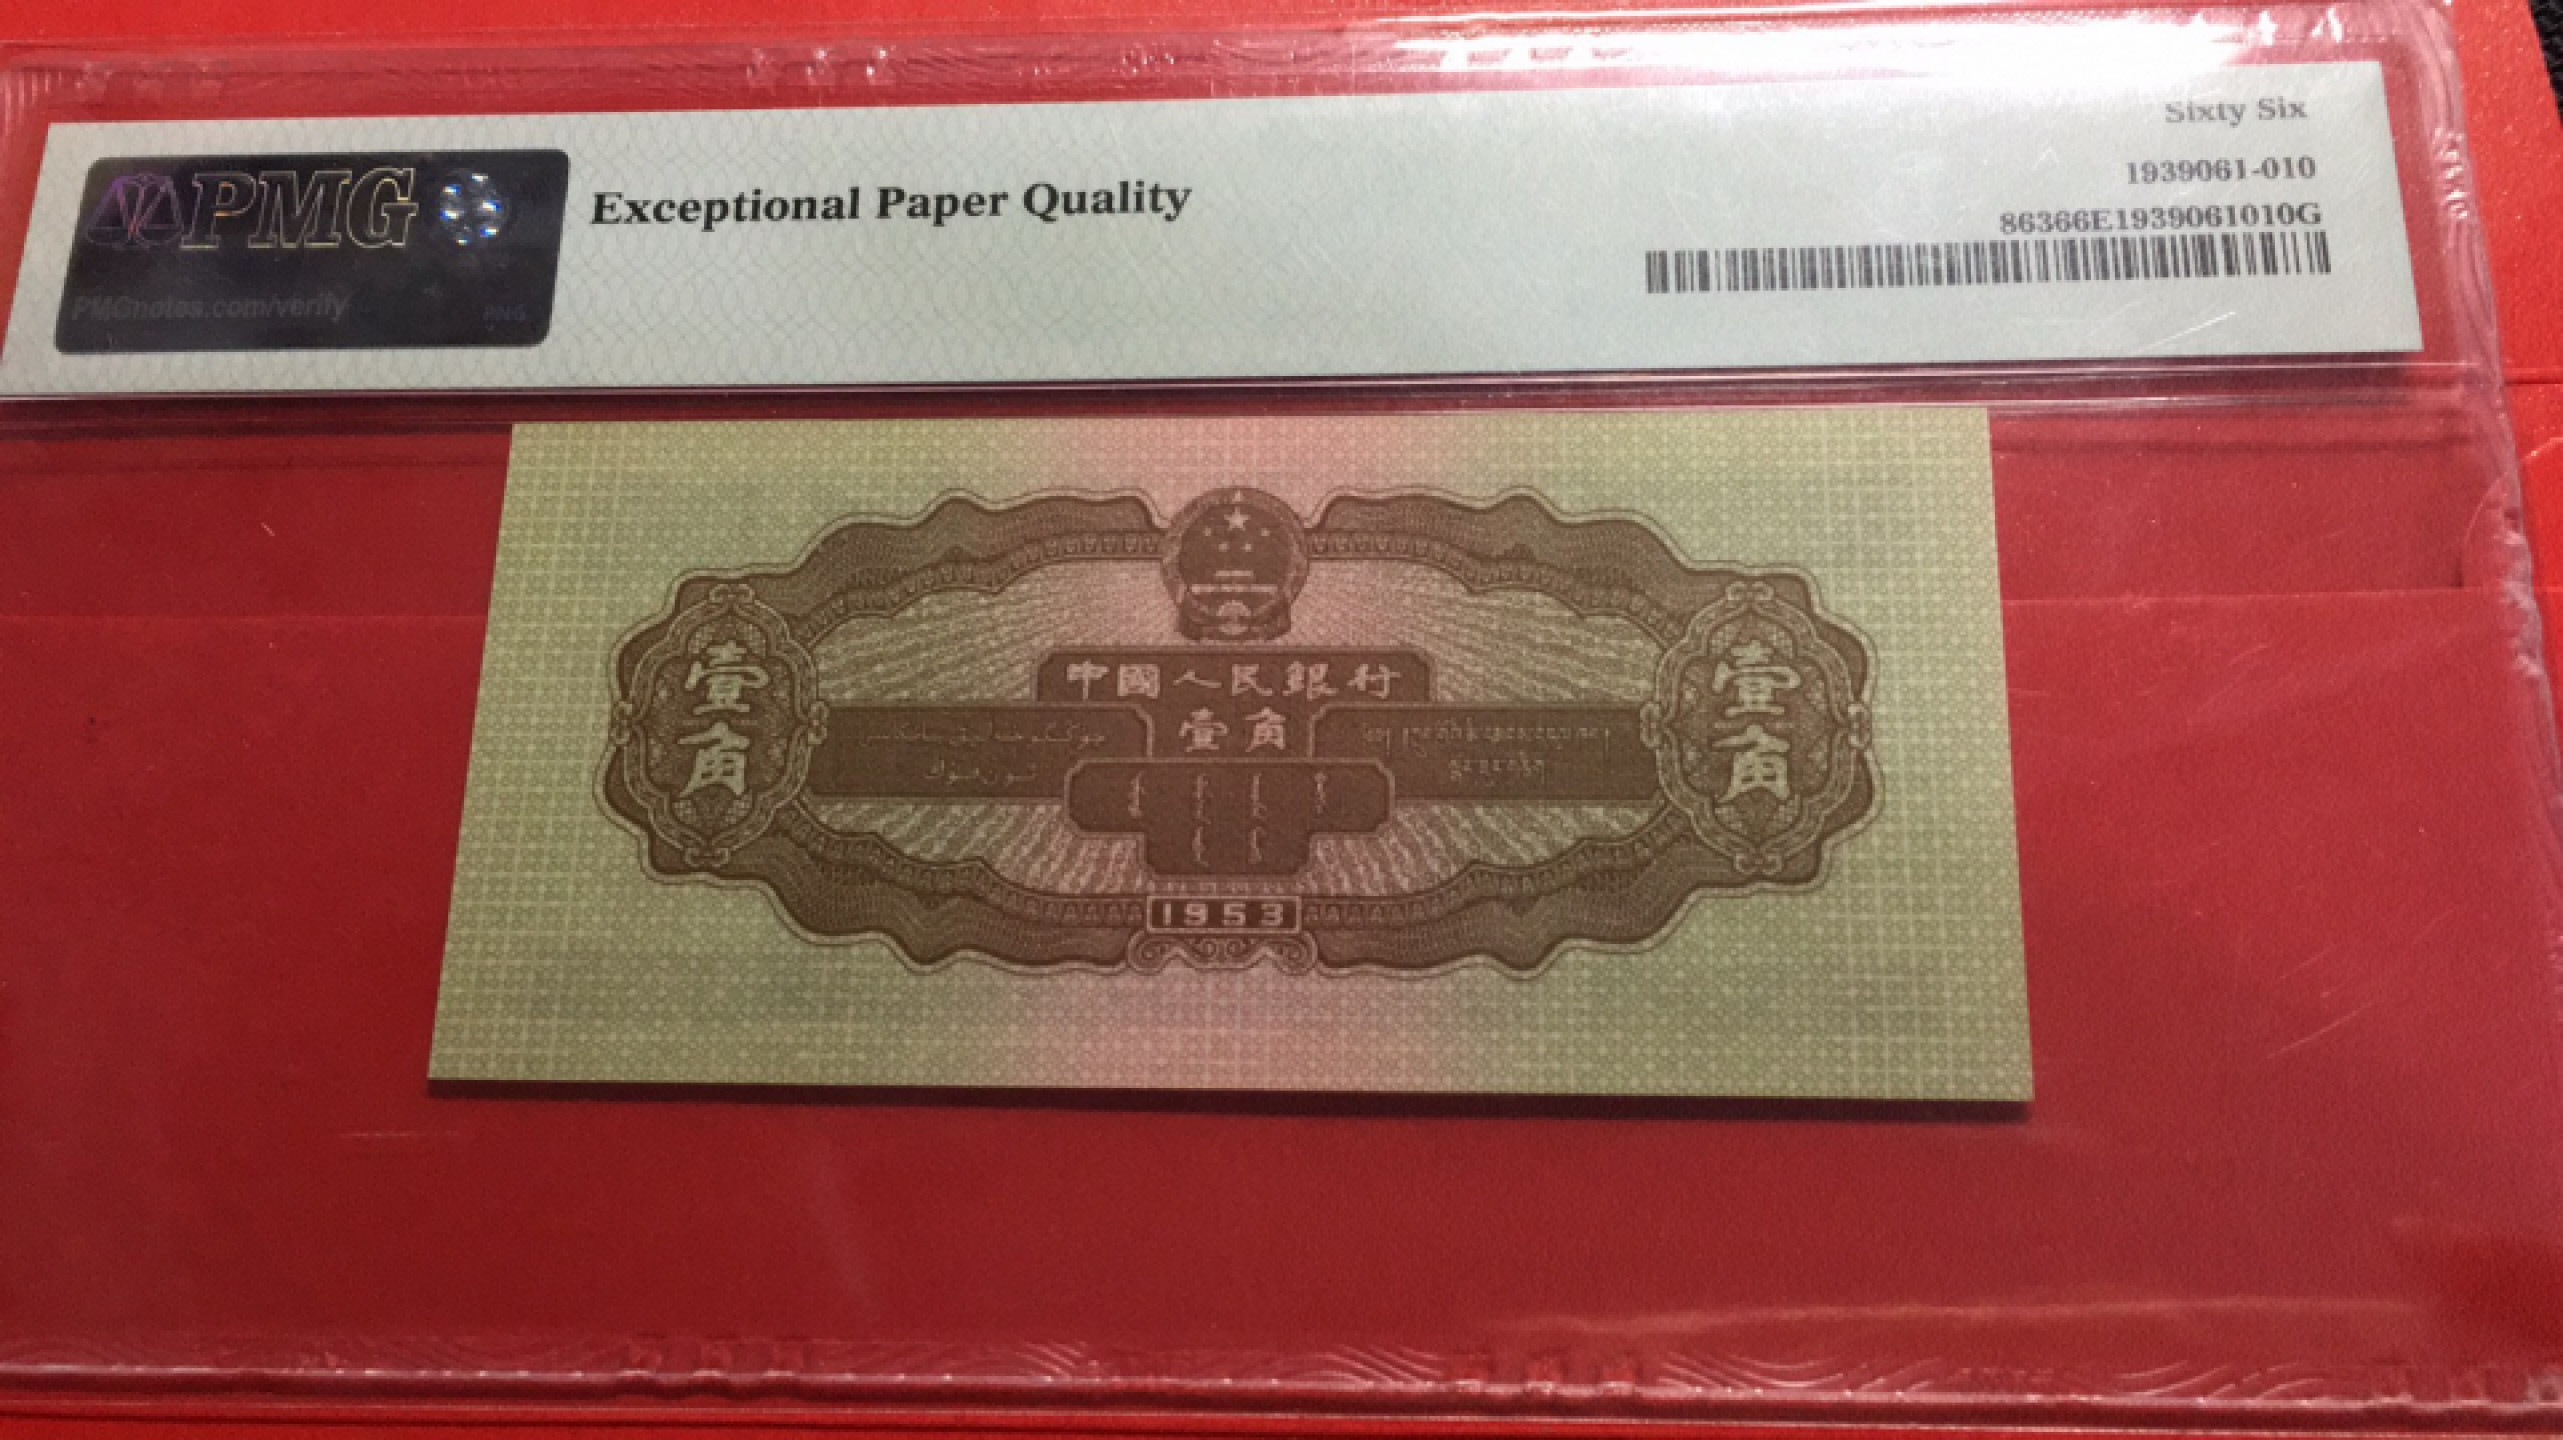 Sixty Six
PMG
Exceptional Paper Quality
1939061-010
86366E1939061010G
PMGnotes.com/verify
PNG
中國人民銀行
壹角
壹角
壹角
1953